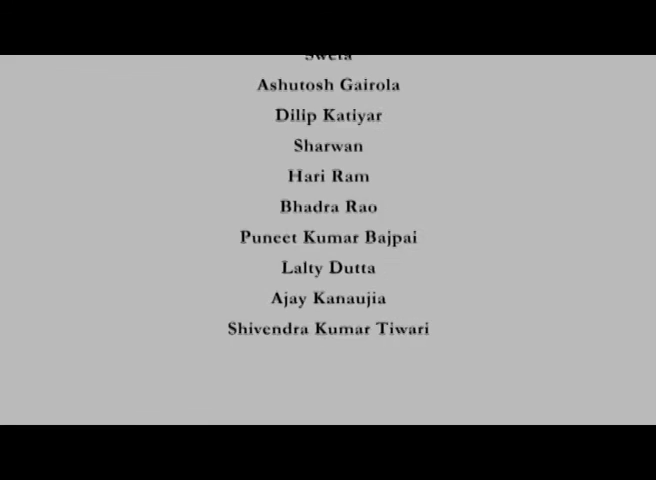 Sweta
Ashutosh Gairola
Dilip Katiyar
Sharwan
Hari Ram
Bhadra Rao
Puneet Kumar Bajpai
Lalty Dutta
Ajay Kanaujia
Shivendra Kumar Tiwari